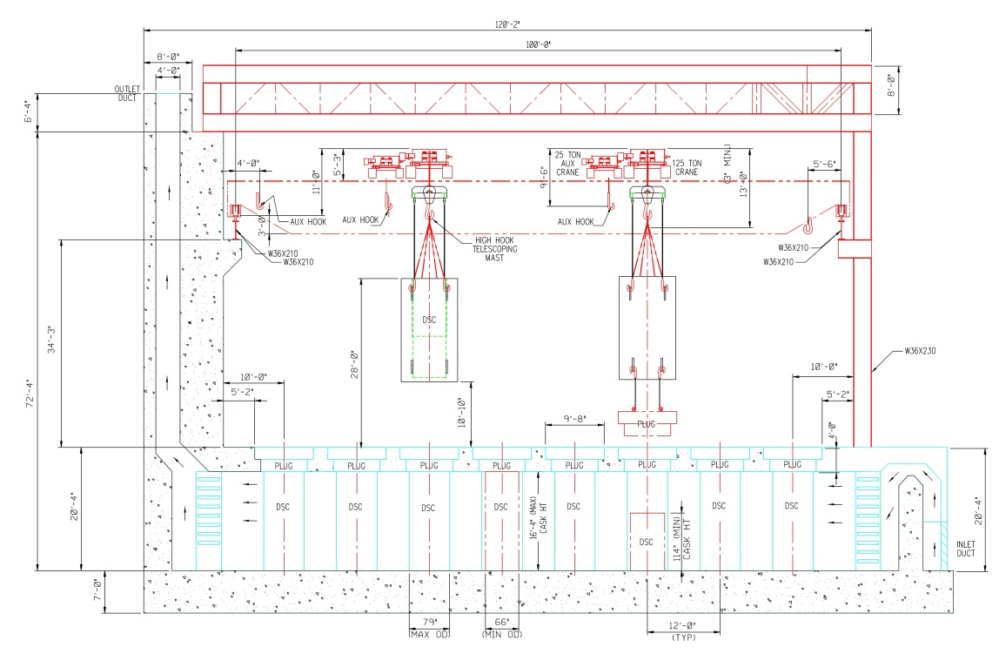 120'-2"
100'-0"
8'-0"
4'-0"
OUTLET
DUCT
6'-4"
8'-0"
4'-0"
11'-0"
5'-3"
3'-0"
AUX HOOK
AUX HOOK
9'-6"
25 TON
AUX
CRANE
125 TON
CRANE
(3" MIN.)
13'-0"
5'-6"
AUX HOOK
HIGH HOOK
TELESCOPING
MAST
W36X210
W36X210
W36X210
W36X210
34'-3"
72'-4"
DSC
28'-0"
W36X230
10'-0"
5'-2"
10'-10"
9'-8"
PLUG
10'-0"
5'-2"
4'-0"
PLUG
PLUG
PLUG
PLUG
PLUG
PLUG
PLUG
PLUG
DSC
DSC
DSC
DSC
DSC
DSC
DSC
DSC
16'-4" (MAX)
CASK HT
114" (MIN)
CASK HT
20'-4"
20'-4"
INLET
DUCT
7'-0"
79"
(MAX OD)
66"
(MIN OD)
12'-0"
(TYP)